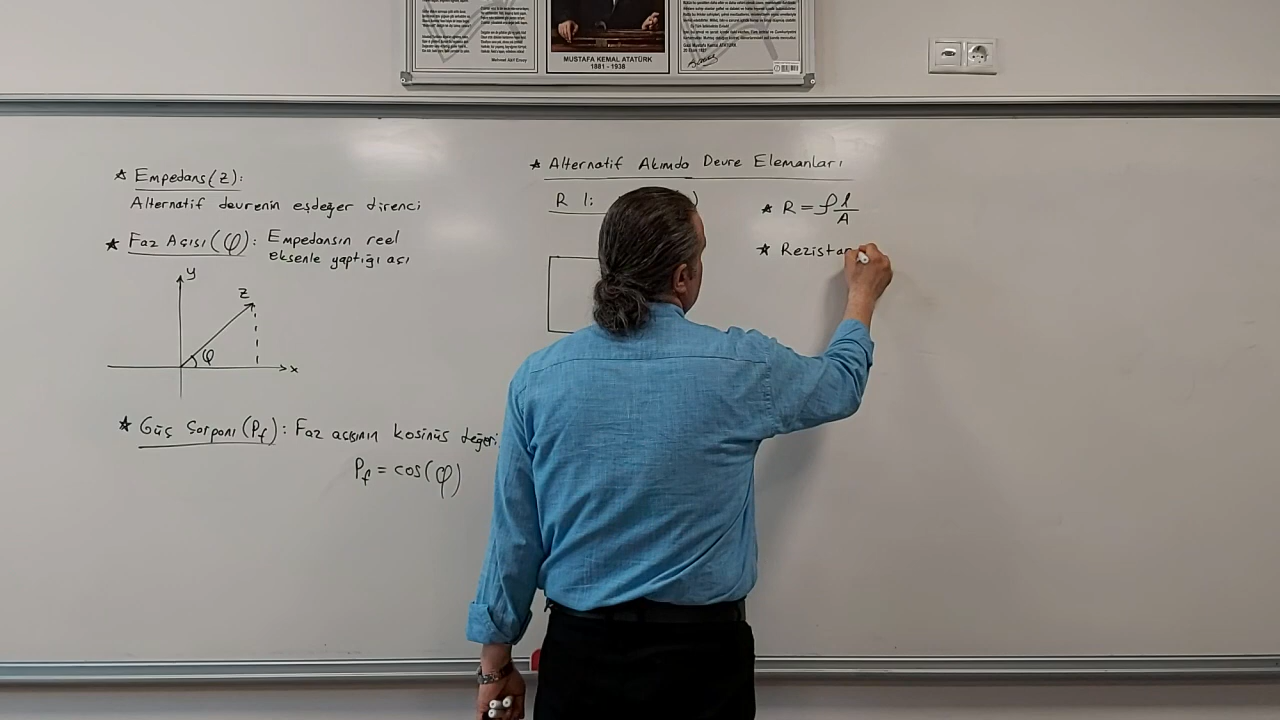 MUSTAFA KEMAL ATATÜRK
1881 - 1938
★ Empedans(Z):
Alternatif devrenin eşdeğer direnci
★ Faz Açısı(φ): Empedansın reel
eksenle yaptığı açı
y
Z
φ
x
★ Güç Çarpanı(Pf): Faz açısının kosinüs değeri
Pf = cos(φ)
★ Alternatif Akımda Devre Elemanları
R l:
★ R = ρ l/A
★ Rezistan